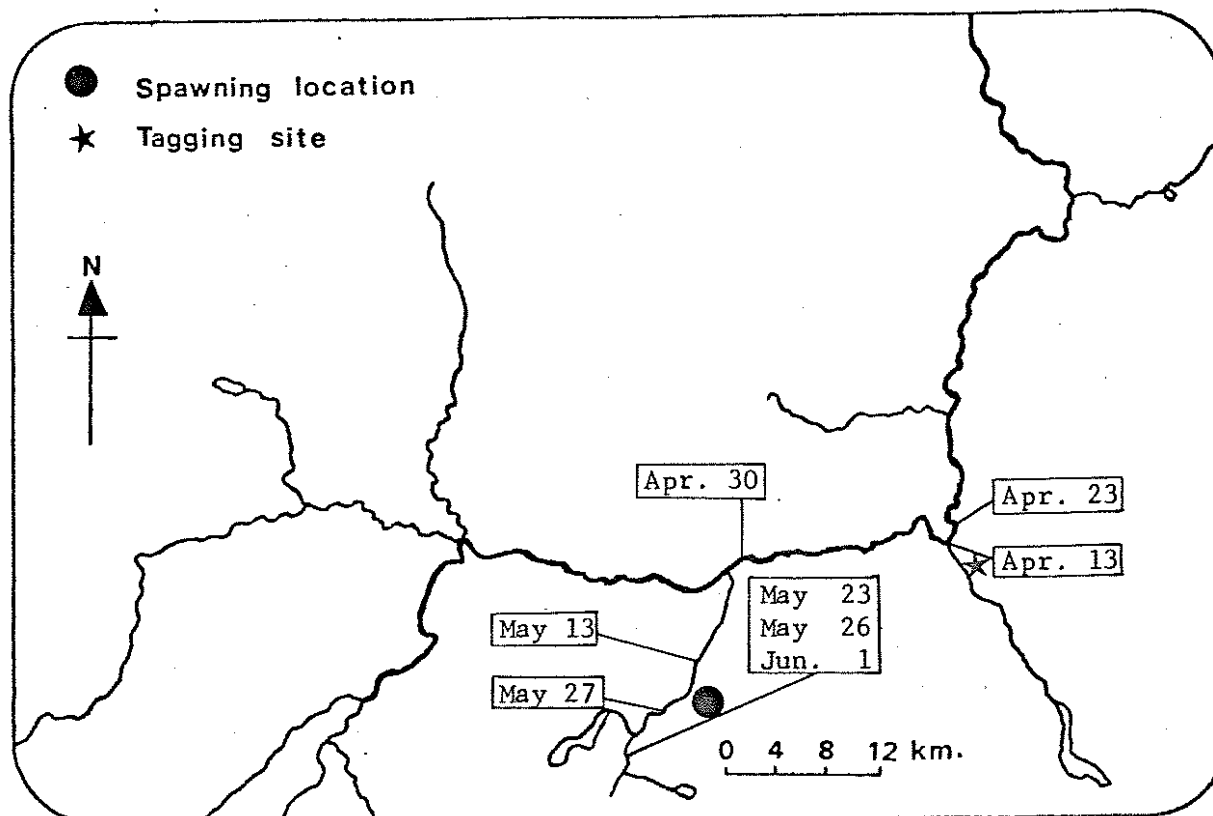 Spawning location
Tagging site
N
Apr. 30
Apr. 23
Apr. 13
May 23
May 26
Jun. 1
May 13
May 27
0 4 8 12 km.